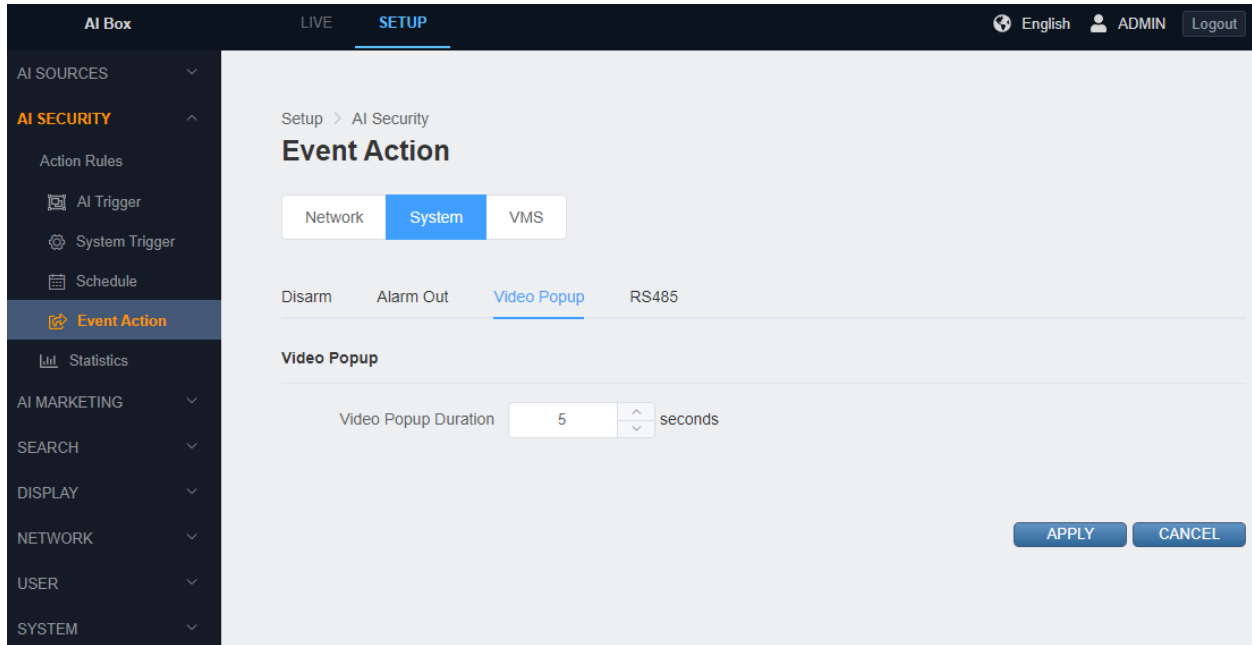 AI Box
LIVE SETUP
English ADMIN Logout
AI SOURCES
AI SECURITY
Action Rules
AI Trigger
System Trigger
Schedule
Event Action
Statistics
AI MARKETING
SEARCH
DISPLAY
NETWORK
USER
SYSTEM
Setup > AI Security
Event Action
Network System VMS
Disarm Alarm Out Video Popup RS485
Video Popup
Video Popup Duration 5 seconds
APPLY CANCEL